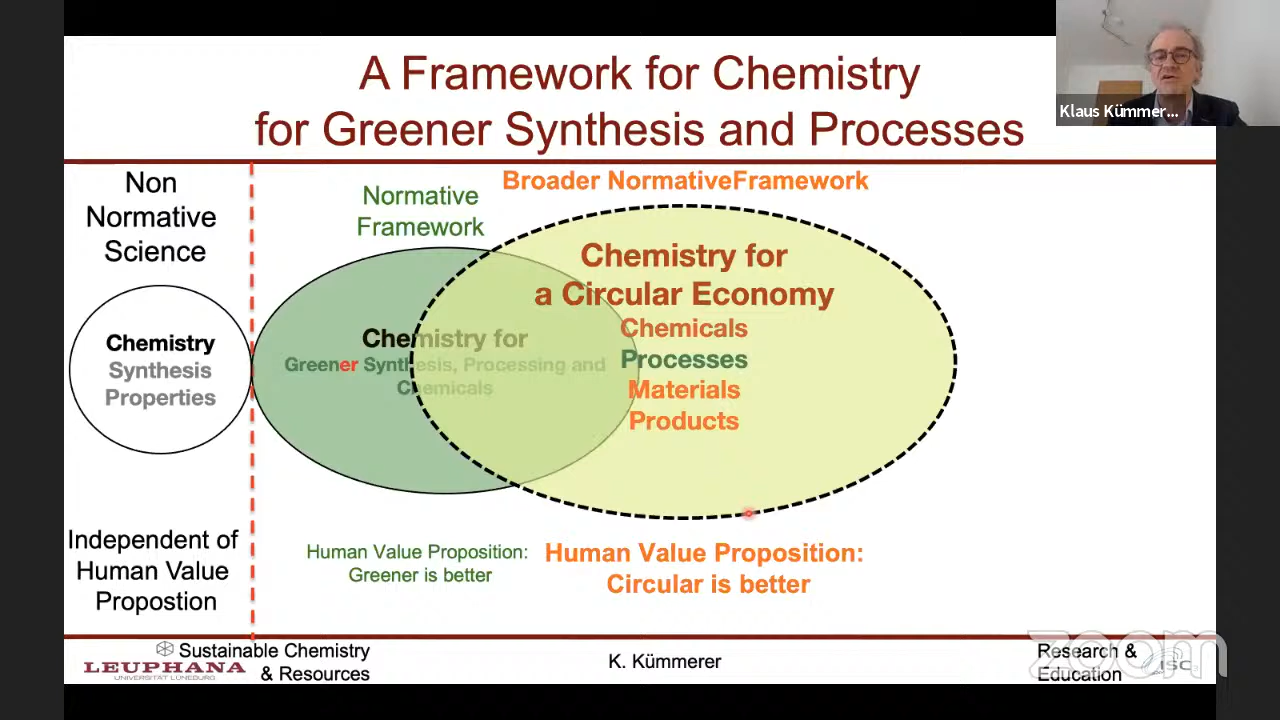 A Framework for Chemistry
for Greener Synthesis and Processes
Klaus Kümmer...
Non
Normative
Science
Normative
Framework
Broader NormativeFramework
Chemistry
Synthesis
Properties
Chemistry for
Greener Synthesis, Processing and
Chemicals
Chemistry for
a Circular Economy
Chemicals
Processes
Materials
Products
Independent of
Human Value
Propostion
Human Value Proposition:
Greener is better
Human Value Proposition:
Circular is better
Sustainable Chemistry
& Resources
LEUPHANA
UNIVERSITÄT LÜNEBURG
K. Kümmerer
Research &
Education
ISC
zoom